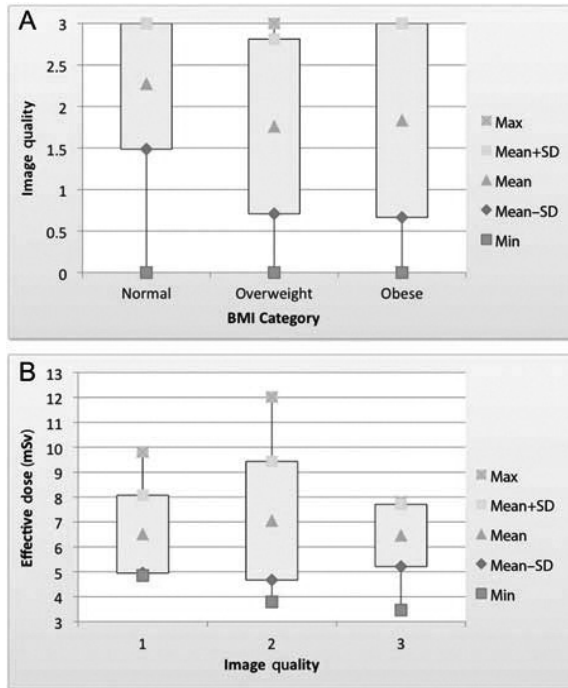 A
Image quality
3
2.5
2
1.5
1
0.5
0
Normal Overweight Obese
BMI Category
Max
Mean+SD
Mean
Mean−SD
Min
B
Effective dose (mSv)
13
12
11
10
9
8
7
6
5
4
3
1 2 3
Image quality
Max
Mean+SD
Mean
Mean−SD
Min